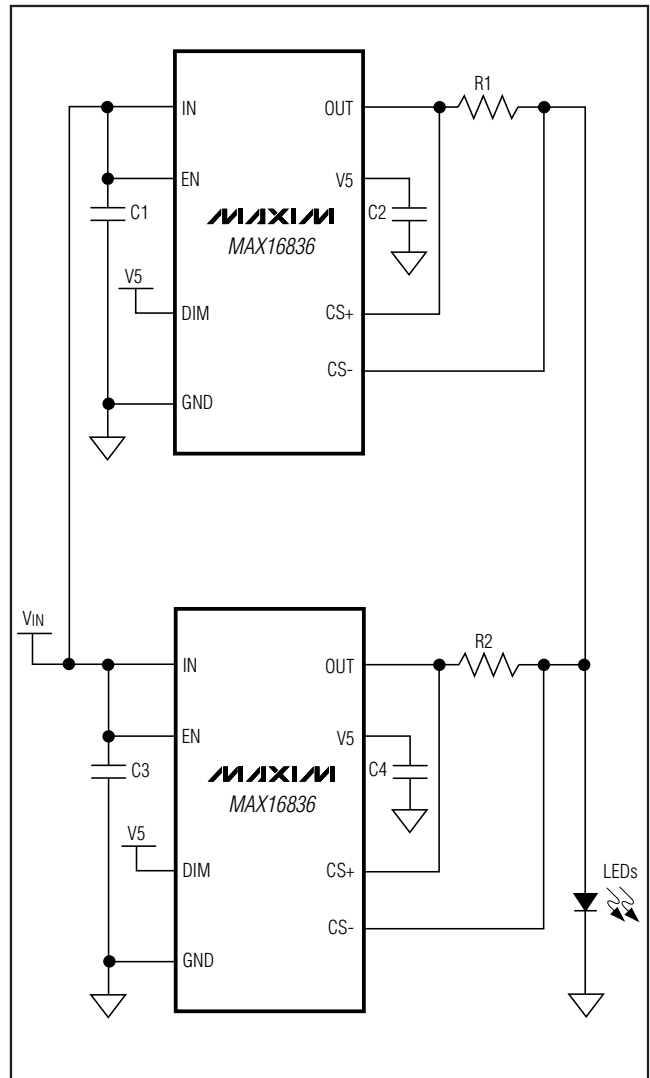 IN
OUT
R1
EN
V5
C1
C2
MAXIM
MAX16836
V5
DIM
CS+
CS-
GND
VIN
IN
OUT
R2
EN
V5
C3
C4
MAXIM
MAX16836
V5
DIM
CS+
LEDs
CS-
GND